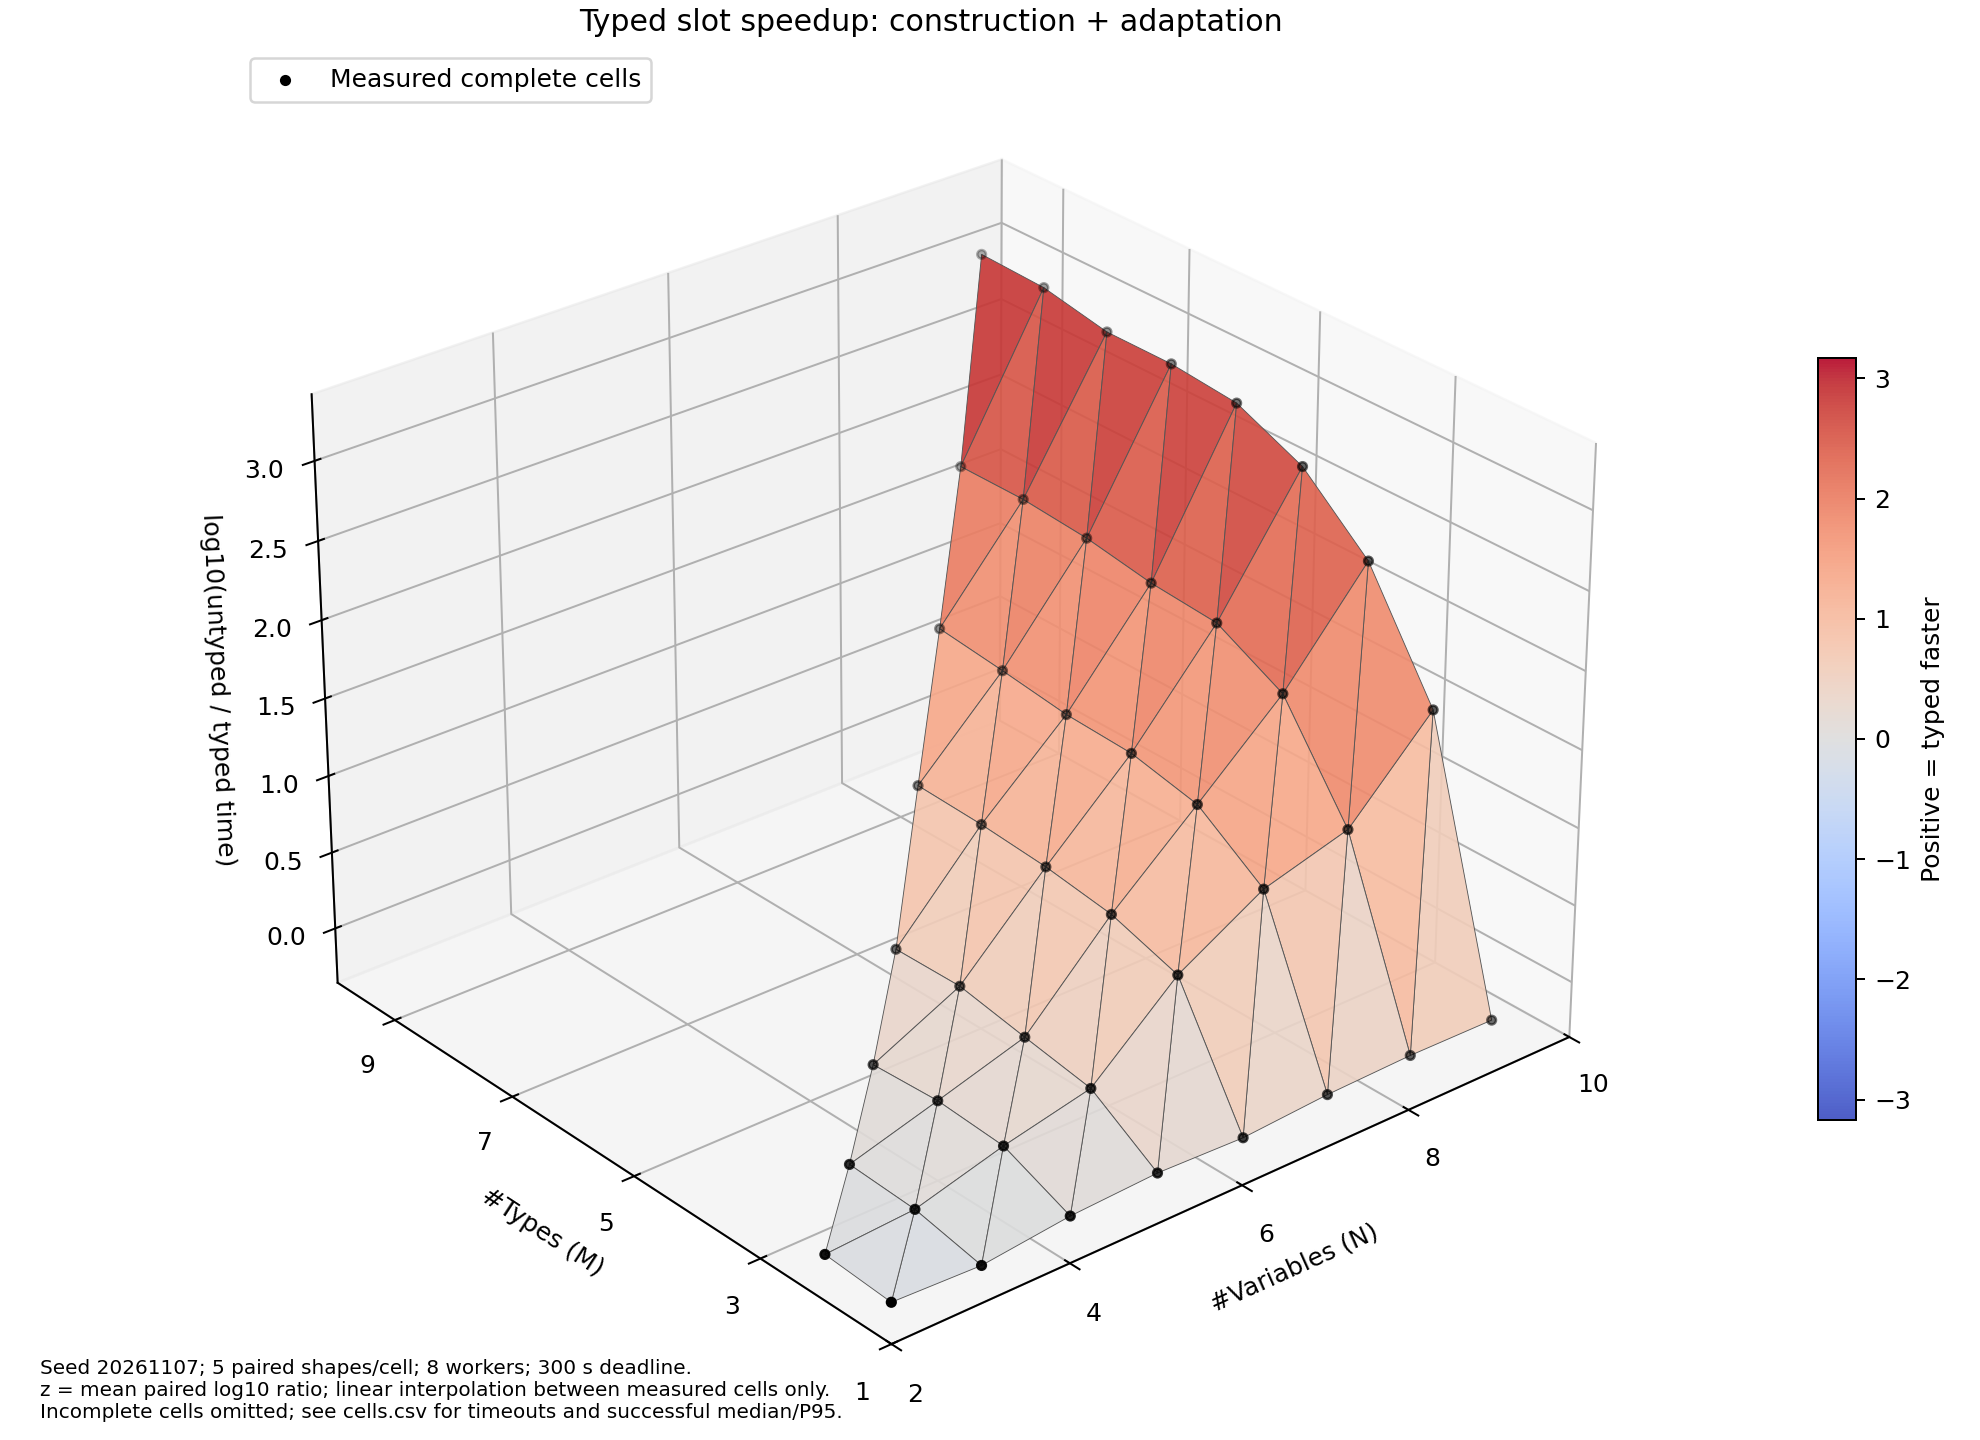 Typed slot speedup: construction + adaptation
Measured complete cells
3.0
2.5
2.0
1.5
1.0
0.5
0.0
log10(untyped / typed time)
9
7
5
3
1
#Types (M)
2
4
6
8
10
#Variables (N)
3
2
1
0
−1
−2
−3
Positive = typed faster
Seed 20261107; 5 paired shapes/cell; 8 workers; 300 s deadline.
z = mean paired log10 ratio; linear interpolation between measured cells only.
Incomplete cells omitted; see cells.csv for timeouts and successful median/P95.